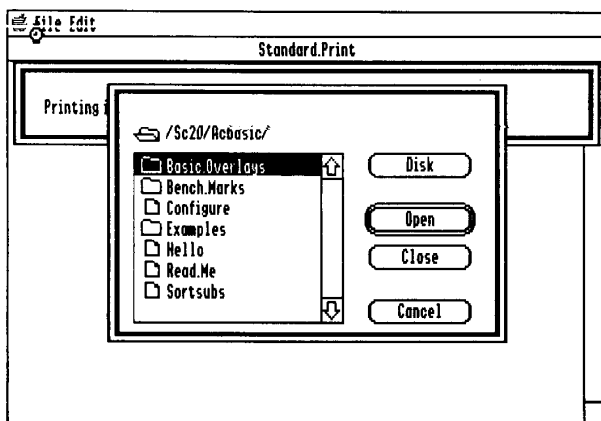 File Edit
Standard.Print
Printing
/Sc20/Acbasic/
Basic.Overlays
Bench.Marks
Configure
Examples
Hello
Read.Me
Sortsubs
Disk
Open
Close
Cancel